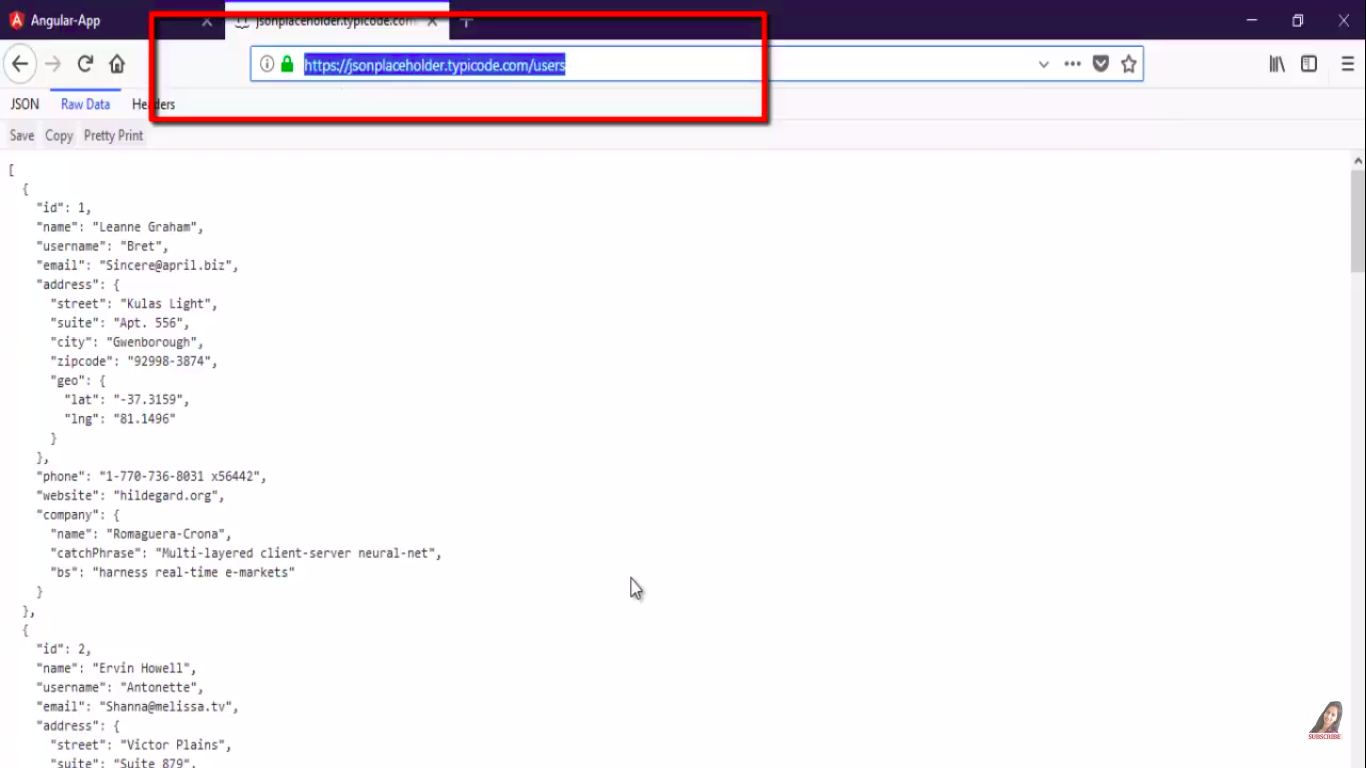 Angular-App
jsonplaceholder.typicode.com
https://jsonplaceholder.typicode.com/users
JSON Raw Data Headers
Save Copy Pretty Print
[
{
"id": 1,
"name": "Leanne Graham",
"username": "Bret",
"email": "Sincere@april.biz",
"address": {
"street": "Kulas Light",
"suite": "Apt. 556",
"city": "Gwenborough",
"zipcode": "92998-3874",
"geo": {
"lat": "-37.3159",
"lng": "81.1496"
}
},
"phone": "1-770-736-8031 x56442",
"website": "hildegard.org",
"company": {
"name": "Romaguera-Crona",
"catchPhrase": "Multi-layered client-server neural-net",
"bs": "harness real-time e-markets"
}
},
{
"id": 2,
"name": "Ervin Howell",
"username": "Antonette",
"email": "Shanna@melissa.tv",
"address": {
"street": "Victor Plains",
"suite": "Suite 879",
SUBSCRIBE